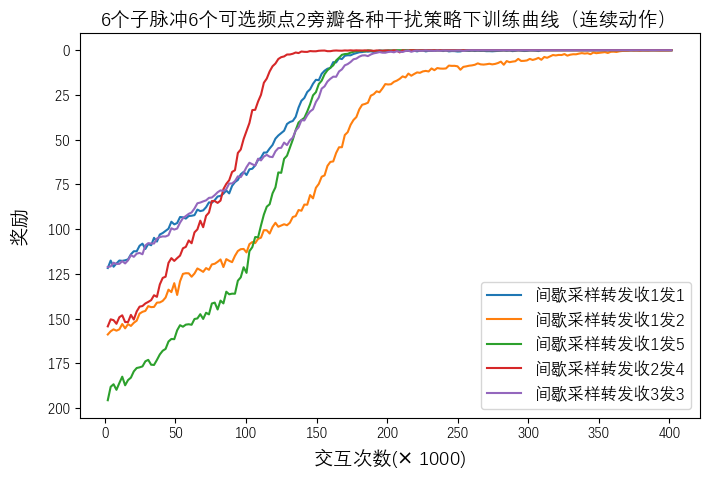 6个子脉冲6个可选频点2旁瓣各种干扰策略下训练曲线（连续动作）
奖励
0
25
50
75
100
125
150
175
200
间歇采样转发收1发1
间歇采样转发收1发2
间歇采样转发收1发5
间歇采样转发收2发4
间歇采样转发收3发3
0 50 100 150 200 250 300 350 400
交互次数(× 1000)